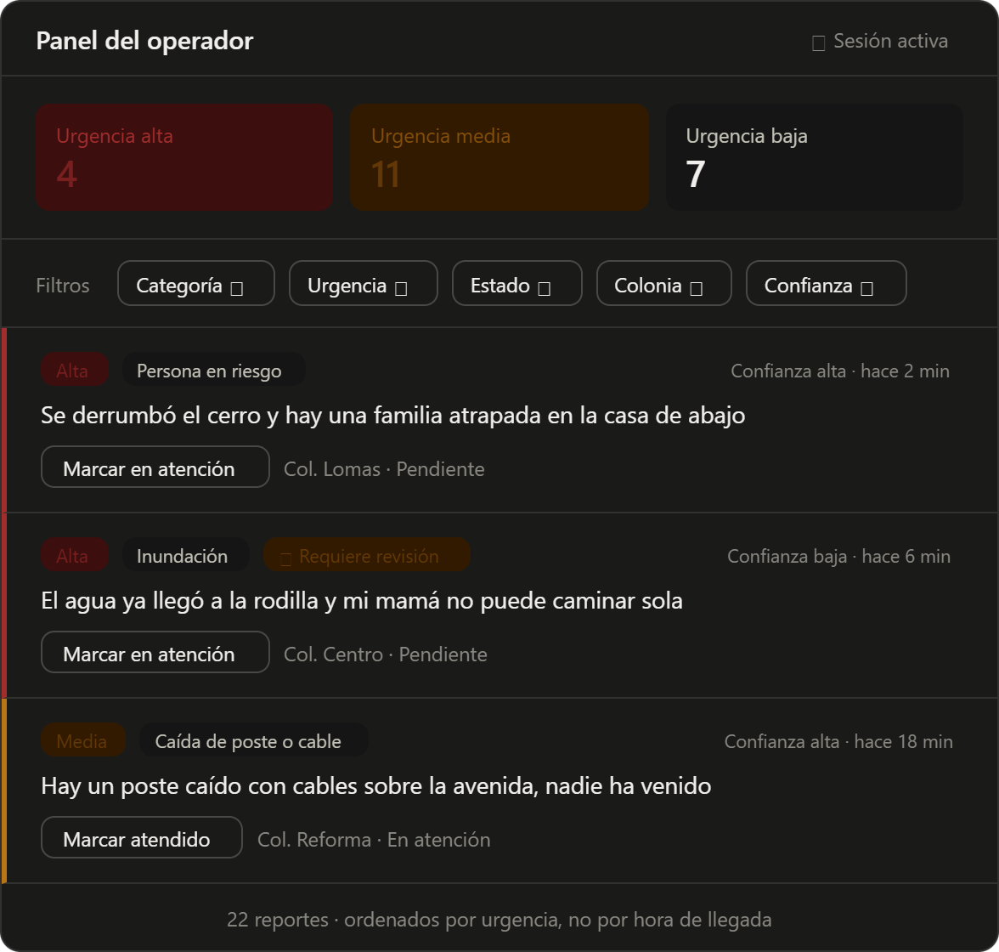 Panel del operador
Sesión activa
Urgencia alta
4
Urgencia media
11
Urgencia baja
7
Filtros
Categoría
Urgencia
Estado
Colonia
Confianza
Alta
Persona en riesgo
Confianza alta · hace 2 min
Se derrumbó el cerro y hay una familia atrapada en la casa de abajo
Marcar en atención
Col. Lomas · Pendiente
Alta
Inundación
Requiere revisión
Confianza baja · hace 6 min
El agua ya llegó a la rodilla y mi mamá no puede caminar sola
Marcar en atención
Col. Centro · Pendiente
Media
Caída de poste o cable
Confianza alta · hace 18 min
Hay un poste caído con cables sobre la avenida, nadie ha venido
Marcar atendido
Col. Reforma · En atención
22 reportes · ordenados por urgencia, no por hora de llegada